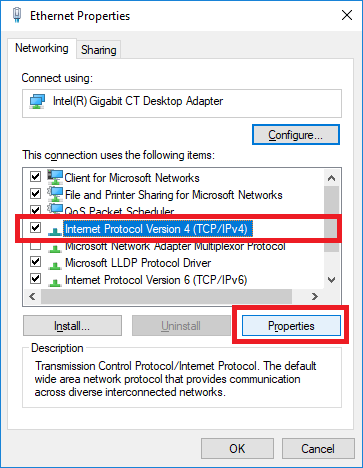 Ethernet Properties
Networking
Sharing
Connect using:
Intel(R) Gigabit CT Desktop Adapter
Configure...
This connection uses the following items:
Client for Microsoft Networks
File and Printer Sharing for Microsoft Networks
QoS Packet Scheduler
Internet Protocol Version 4 (TCP/IPv4)
Microsoft Network Adapter Multiplexor Protocol
Microsoft LLDP Protocol Driver
Internet Protocol Version 6 (TCP/IPv6)
Install...
Uninstall
Properties
Description
Transmission Control Protocol/Internet Protocol. The default
wide area network protocol that provides communication
across diverse interconnected networks.
OK
Cancel